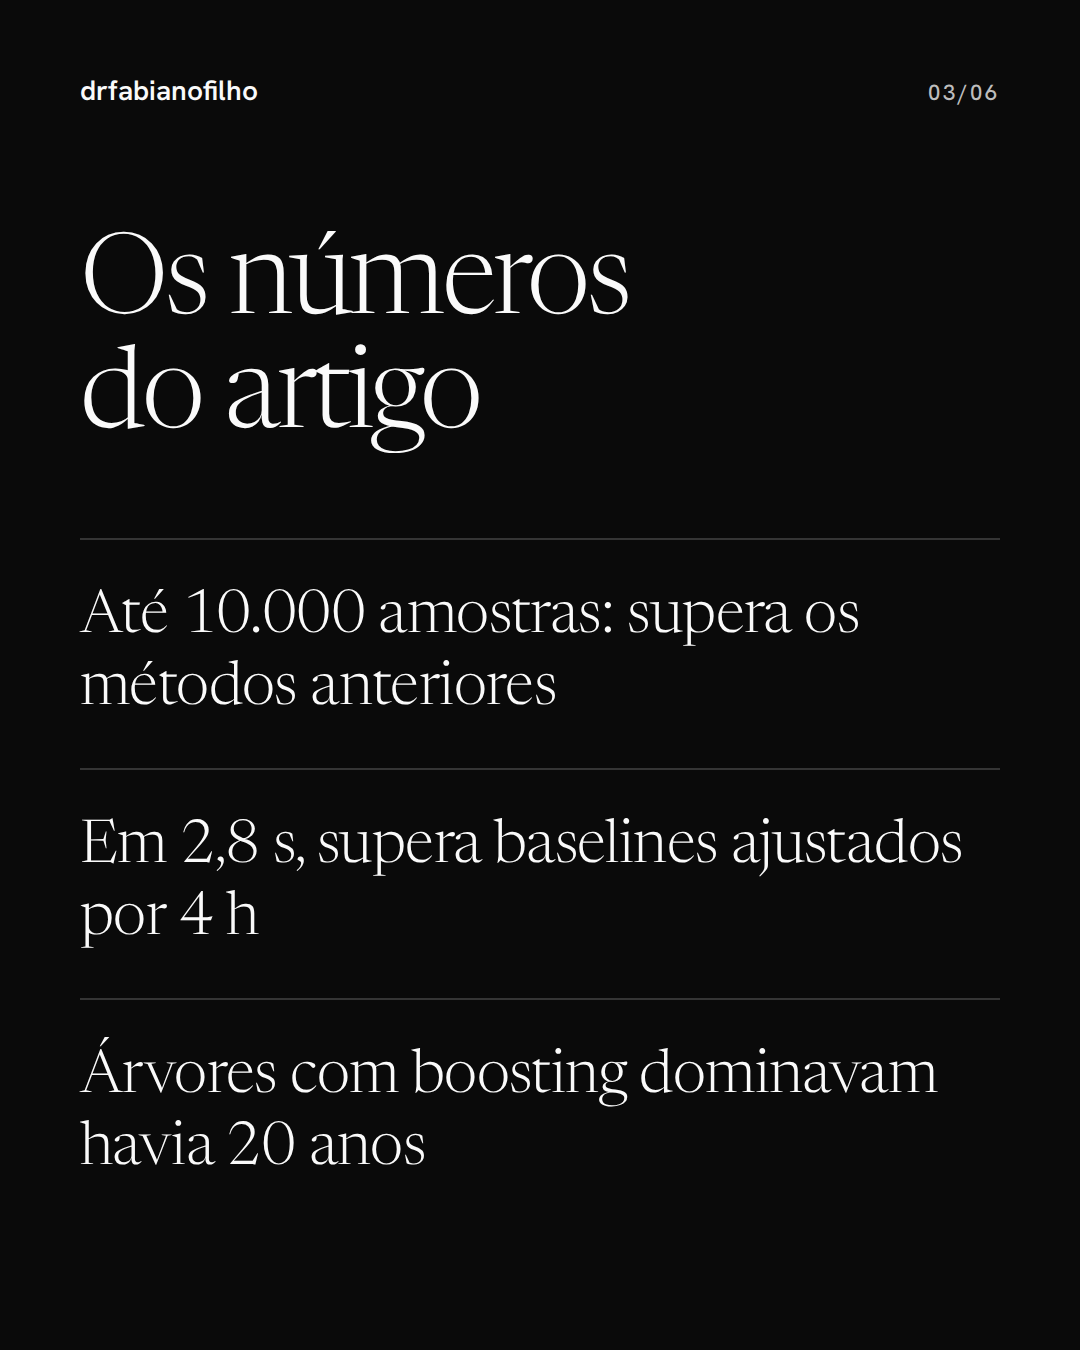 drfabianofilho
03/06
Os números
do artigo
Até 10.000 amostras: supera os
métodos anteriores
Em 2,8 s, supera baselines ajustados
por 4 h
Árvores com boosting dominavam
havia 20 anos